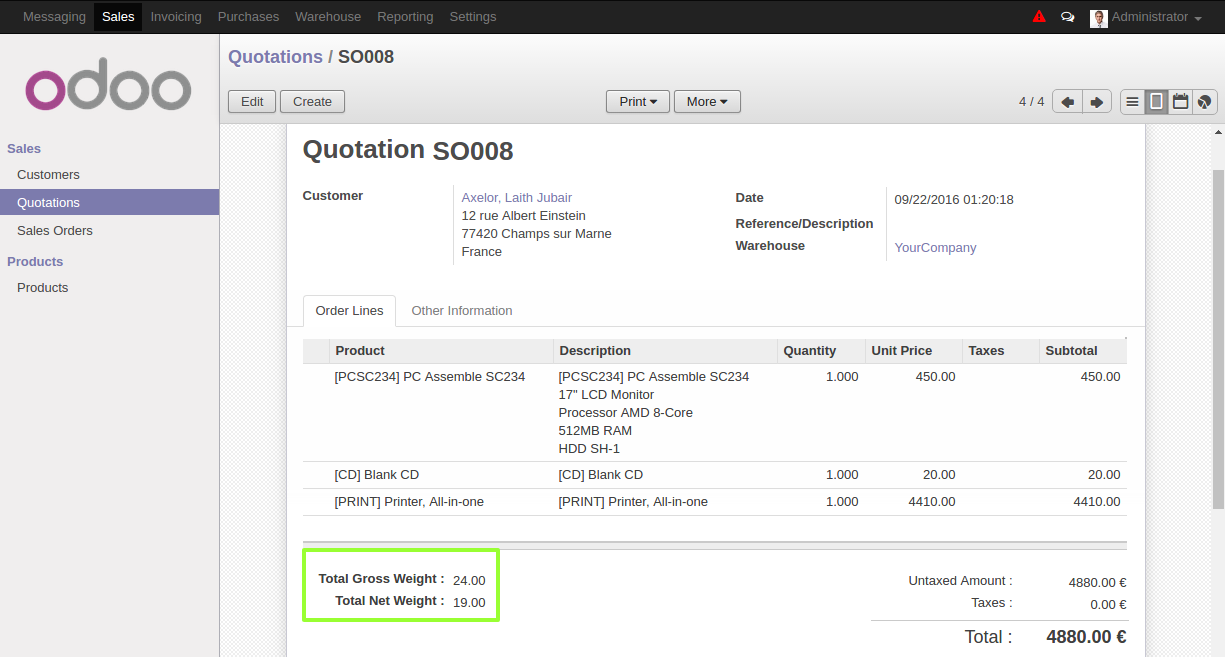 Messaging Sales Invoicing Purchases Warehouse Reporting Settings Administrator
odoo
Quotations / SO008
Edit Create Print More 4 / 4
Sales
Customers
Quotations
Sales Orders
Products
Products
Quotation SO008
Customer
Axelor, Laith Jubair
12 rue Albert Einstein
77420 Champs sur Marne
France
Date 09/22/2016 01:20:18
Reference/Description
Warehouse YourCompany
Order Lines Other Information
Product Description Quantity Unit Price Taxes Subtotal
[PCSC234] PC Assemble SC234 [PCSC234] PC Assemble SC234 1.000 450.00 450.00
17" LCD Monitor
Processor AMD 8-Core
512MB RAM
HDD SH-1
[CD] Blank CD [CD] Blank CD 1.000 20.00 20.00
[PRINT] Printer, All-in-one [PRINT] Printer, All-in-one 1.000 4410.00 4410.00
Total Gross Weight : 24.00
Total Net Weight : 19.00
Untaxed Amount : 4880.00 €
Taxes : 0.00 €
Total : 4880.00 €